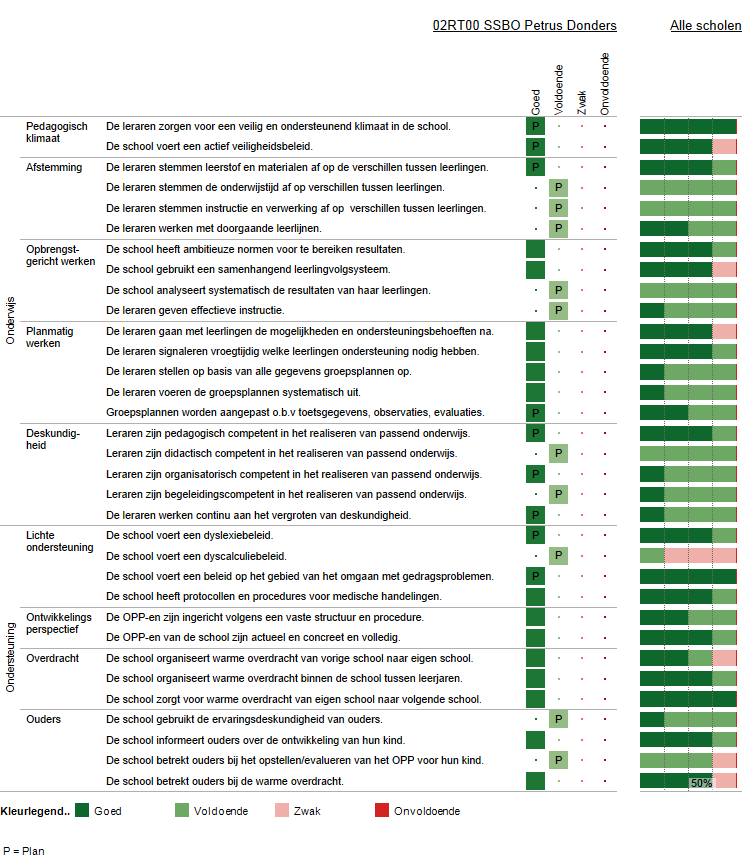 02RT00 SSBO Petrus Donders Alle scholen
Goed Voldoende Zwak Onvoldoende
Onderwijs
Pedagogisch klimaat
De leraren zorgen voor een veilig en ondersteunend klimaat in de school. P
De school voert een actief veiligheidsbeleid. P
Afstemming
De leraren stemmen leerstof en materialen af op de verschillen tussen leerlingen. P
De leraren stemmen de onderwijstijd af op verschillen tussen leerlingen. P
De leraren stemmen instructie en verwerking af op verschillen tussen leerlingen. P
De leraren werken met doorgaande leerlijnen. P
Opbrengst-
gericht werken
De school heeft ambitieuze normen voor te bereiken resultaten.
De school gebruikt een samenhangend leerlingvolgsysteem.
De school analyseert systematisch de resultaten van haar leerlingen. P
De leraren geven effectieve instructie. P
Planmatig
werken
De leraren gaan met leerlingen de mogelijkheden en ondersteuningsbehoeften na.
De leraren signaleren vroegtijdig welke leerlingen ondersteuning nodig hebben.
De leraren stellen op basis van alle gegevens groepsplannen op.
De leraren voeren de groepsplannen systematisch uit.
Groepsplannen worden aangepast o.b.v toetsgegevens, observaties, evaluaties. P
Deskundig-
heid
Leraren zijn pedagogisch competent in het realiseren van passend onderwijs. P
Leraren zijn didactisch competent in het realiseren van passend onderwijs. P
Leraren zijn organisatorisch competent in het realiseren van passend onderwijs. P
Leraren zijn begeleidingscompetent in het realiseren van passend onderwijs. P
De leraren werken continu aan het vergroten van deskundigheid. P
Ondersteuning
Lichte
ondersteuning
De school voert een dyslexiebeleid. P
De school voert een dyscalculiebeleid. P
De school voert een beleid op het gebied van het omgaan met gedragsproblemen. P
De school heeft protocollen en procedures voor medische handelingen.
Ontwikkelings
perspectief
De OPP-en zijn ingericht volgens een vaste structuur en procedure.
De OPP-en van de school zijn actueel en concreet en volledig.
Overdracht
De school organiseert warme overdracht van vorige school naar eigen school.
De school organiseert warme overdracht binnen de school tussen leerjaren.
De school zorgt voor warme overdracht van eigen school naar volgende school.
Ouders
De school gebruikt de ervaringsdeskundigheid van ouders. P
De school informeert ouders over de ontwikkeling van hun kind.
De school betrekt ouders bij het opstellen/evalueren van het OPP voor hun kind. P
De school betrekt ouders bij de warme overdracht. 50%
Kleurlegend.. Goed Voldoende Zwak Onvoldoende
P = Plan